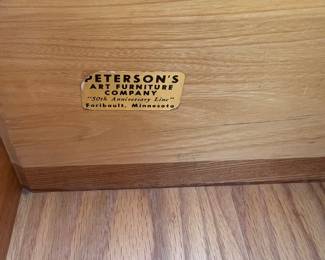 PETERSON'S
ART FURNITURE
COMPANY
"50th Anniversary Line"
Faribault, Minnesota